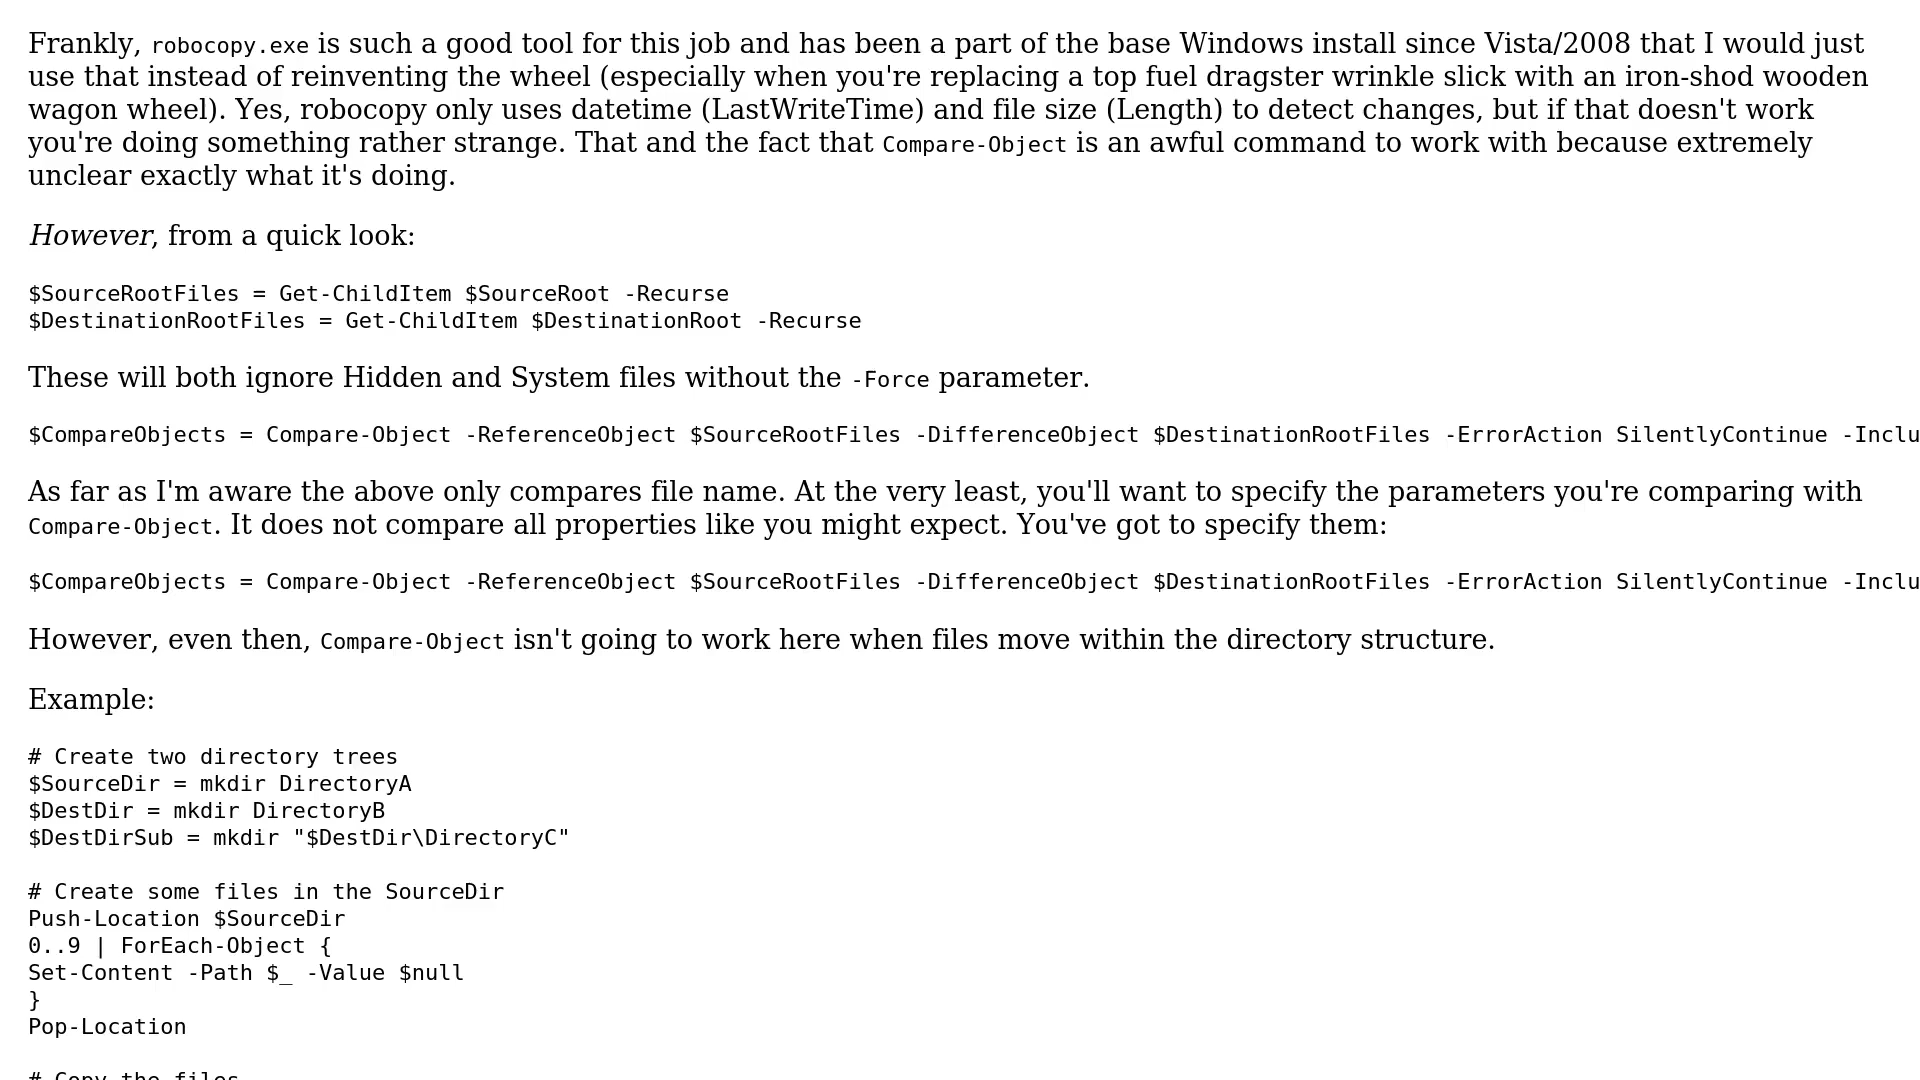 Frankly, robocopy.exe is such a good tool for this job and has been a part of the base Windows install since Vista/2008 that I would just
use that instead of reinventing the wheel (especially when you're replacing a top fuel dragster wrinkle slick with an iron-shod wooden
wagon wheel). Yes, robocopy only uses datetime (LastWriteTime) and file size (Length) to detect changes, but if that doesn't work
you're doing something rather strange. That and the fact that Compare-Object is an awful command to work with because extremely
unclear exactly what it's doing.
However, from a quick look:
$SourceRootFiles = Get-ChildItem $SourceRoot -Recurse
$DestinationRootFiles = Get-ChildItem $DestinationRoot -Recurse
These will both ignore Hidden and System files without the -Force parameter.
$CompareObjects = Compare-Object -ReferenceObject $SourceRootFiles -DifferenceObject $DestinationRootFiles -ErrorAction SilentlyContinue -Inclu
As far as I'm aware the above only compares file name. At the very least, you'll want to specify the parameters you're comparing with
Compare-Object. It does not compare all properties like you might expect. You've got to specify them:
$CompareObjects = Compare-Object -ReferenceObject $SourceRootFiles -DifferenceObject $DestinationRootFiles -ErrorAction SilentlyContinue -Inclu
However, even then, Compare-Object isn't going to work here when files move within the directory structure.
Example:
# Create two directory trees
$SourceDir = mkdir DirectoryA
$DestDir = mkdir DirectoryB
$DestDirSub = mkdir "$DestDir\DirectoryC"
# Create some files in the SourceDir
Push-Location $SourceDir
0..9 | ForEach-Object {
Set-Content -Path $_ -Value $null
}
Pop-Location
# Copy the files